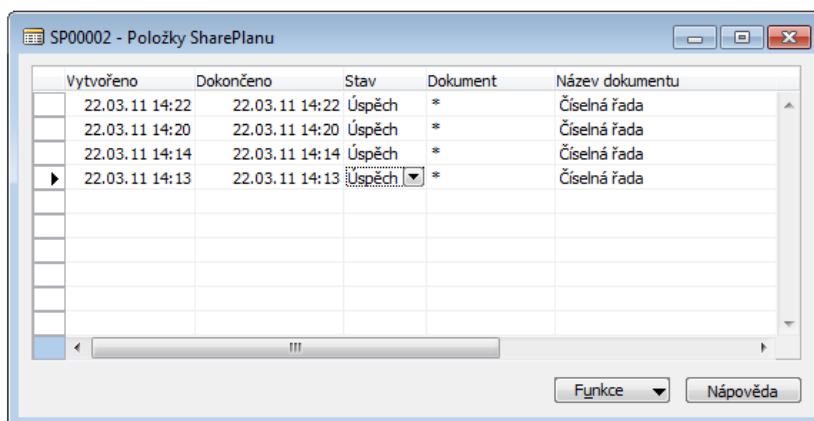 SP00002 - Položky SharePlanu
Vytvořeno Dokončeno Stav Dokument Název dokumentu
22.03.11 14:22 22.03.11 14:22 Úspěch * Číselná řada
22.03.11 14:20 22.03.11 14:20 Úspěch * Číselná řada
22.03.11 14:14 22.03.11 14:14 Úspěch * Číselná řada
22.03.11 14:13 22.03.11 14:13 Úspěch * Číselná řada
Funkce Nápověda